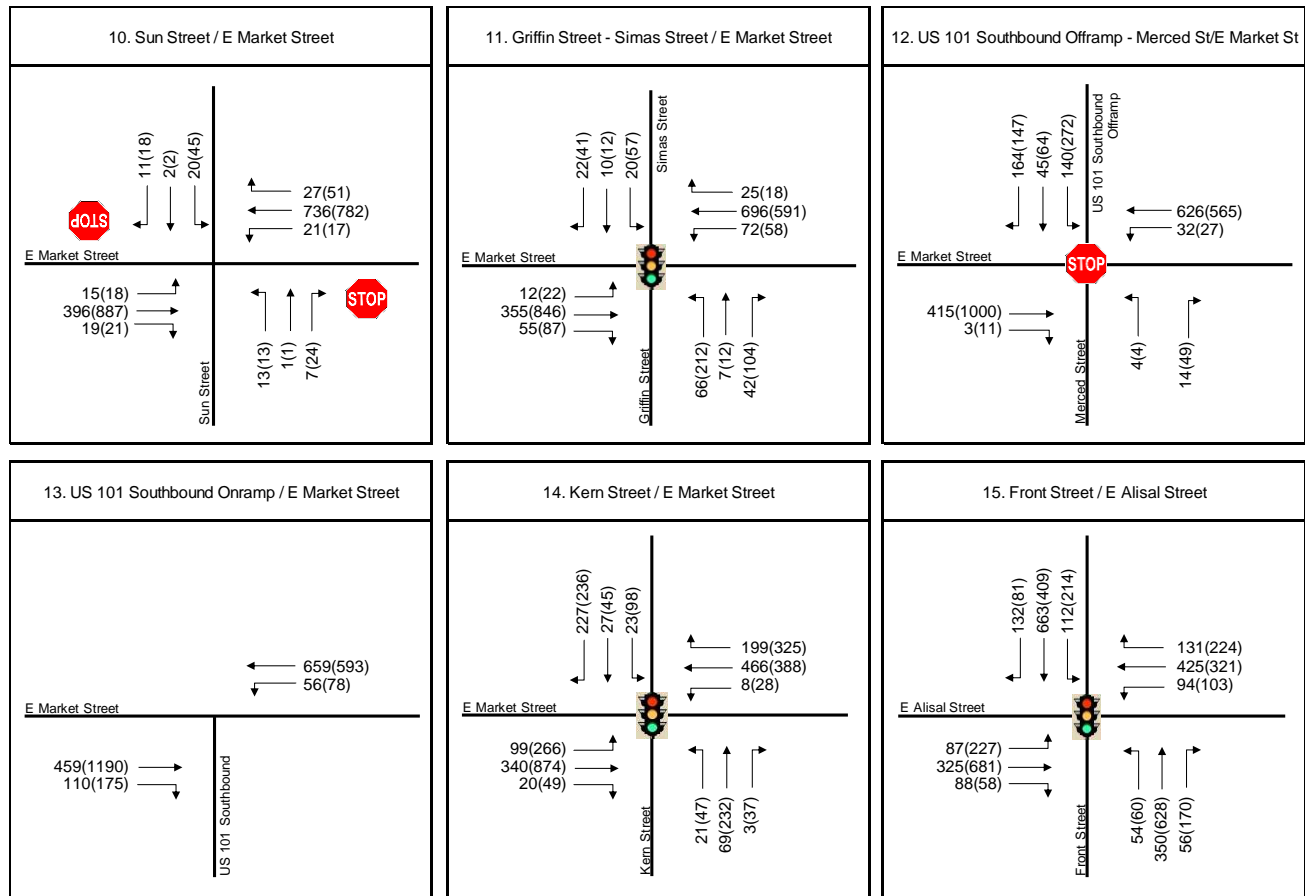 10. Sun Street / E Market Street
11(18)
2(2)
20(45)
STOP
27(51)
736(782)
21(17)
E Market Street
15(18)
396(887)
19(21)
STOP
13(13)
1(1)
7(24)
Sun Street
11. Griffin Street - Simas Street / E Market Street
22(41)
10(12)
20(57)
Simas Street
25(18)
696(591)
72(58)
E Market Street
12(22)
355(846)
55(87)
66(212)
7(12)
42(104)
Griffin Street
12. US 101 Southbound Offramp - Merced St/E Market St
164(147)
45(64)
140(272)
US 101 Southbound
Offramp
626(565)
32(27)
E Market Street
STOP
415(1000)
3(11)
4(4)
14(49)
Merced Street
13. US 101 Southbound Onramp / E Market Street
659(593)
56(78)
E Market Street
459(1190)
110(175)
US 101 Southbound
14. Kern Street / E Market Street
227(236)
27(45)
23(98)
199(325)
466(388)
8(28)
E Market Street
99(266)
340(874)
20(49)
21(47)
69(232)
3(37)
Kern Street
15. Front Street / E Alisal Street
132(81)
663(409)
112(214)
131(224)
425(321)
94(103)
E Alisal Street
87(227)
325(681)
88(58)
54(60)
350(628)
56(170)
Front Street